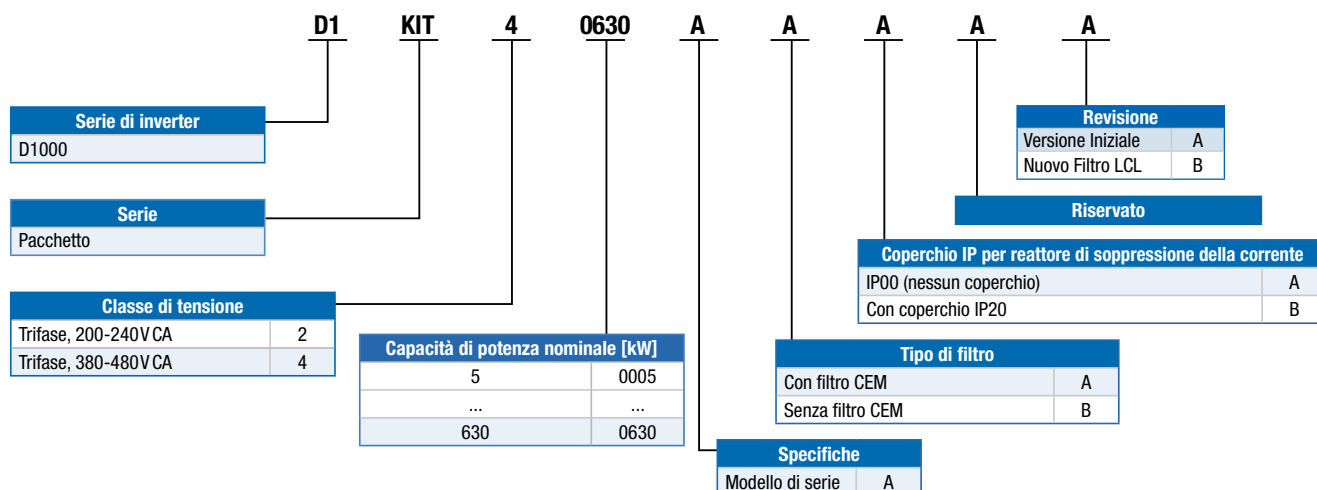 D1 KIT 4 0630 A A A A A
Serie di inverter
D1000
Serie
Pacchetto
Classe di tensione
Trifase, 200-240V CA 2
Trifase, 380-480V CA 4
Capacità di potenza nominale [kW]
5 0005
... ...
630 0630
Specifiche
Modello di serie A
Tipo di filtro
Con filtro CEM A
Senza filtro CEM B
Coperchio IP per reattore di soppressione della corrente
IP00 (nessun coperchio) A
Con coperchio IP20 B
Riservato
Revisione
Versione Iniziale A
Nuovo Filtro LCL B